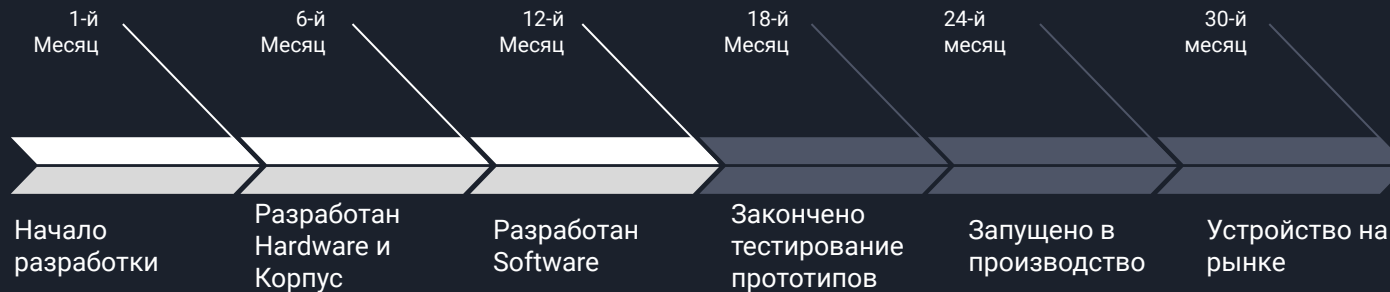 1-й
Месяц
6-й
Месяц
12-й
Месяц
18-й
Месяц
24-й
месяц
30-й
месяц
Начало
разработки
Разработан
Hardware и
Корпус
Разработан
Software
Закончено
тестирование
прототипов
Запущено в
производство
Устройство на
рынке